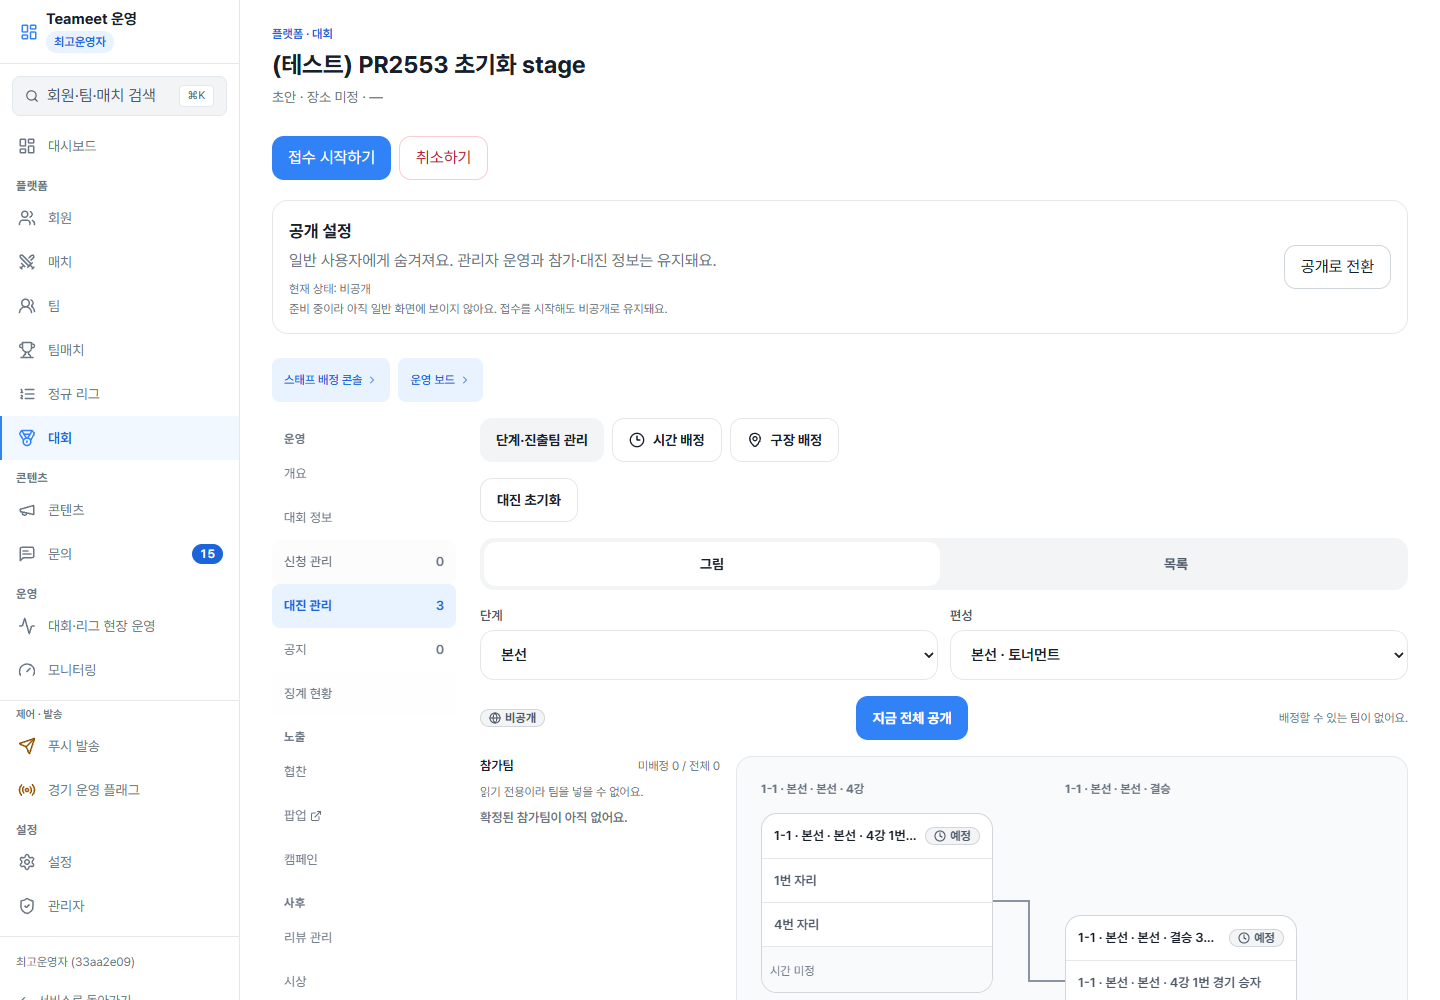 Teameet 운영
최고운영자
회원·팀·매치 검색
⌘K
대시보드
플랫폼
회원
매치
팀
팀매치
정규 리그
대회
콘텐츠
콘텐츠
문의
15
운영
대회·리그 현장 운영
모니터링
제어·발송
푸시 발송
경기 운영 플래그
설정
설정
관리자
최고운영자 (33aa2e09)
서비스로 돌아가기
플랫폼 · 대회
(테스트) PR2553 초기화 stage
초안 · 장소 미정 · —
접수 시작하기
취소하기
공개 설정
일반 사용자에게 숨겨져요. 관리자 운영과 참가·대진 정보는 유지돼요.
현재 상태: 비공개
준비 중이라 아직 일반 화면에 보이지 않아요. 접수를 시작해도 비공개로 유지돼요.
공개로 전환
스태프 배정 콘솔
운영 보드
운영
개요
대회 정보
신청 관리
0
대진 관리
3
공지
0
징계 현황
노출
협찬
팝업
캠페인
사후
리뷰 관리
시상
단계·진출팀 관리
시간 배정
구장 배정
대진 초기화
그림
목록
단계
편성
본선
본선 · 토너먼트
비공개
지금 전체 공개
배정할 수 있는 팀이 없어요.
참가팀
미배정 0 / 전체 0
읽기 전용이라 팀을 넣을 수 없어요.
확정된 참가팀이 아직 없어요.
1-1 · 본선 · 본선 · 4강
1-1 · 본선 · 본선 · 결승
1-1 · 본선 · 본선 · 4강 1번...
예정
1번 자리
4번 자리
시간 미정
1-1 · 본선 · 본선 · 결승 3...
예정
1-1 · 본선 · 본선 · 4강 1번 경기 승자